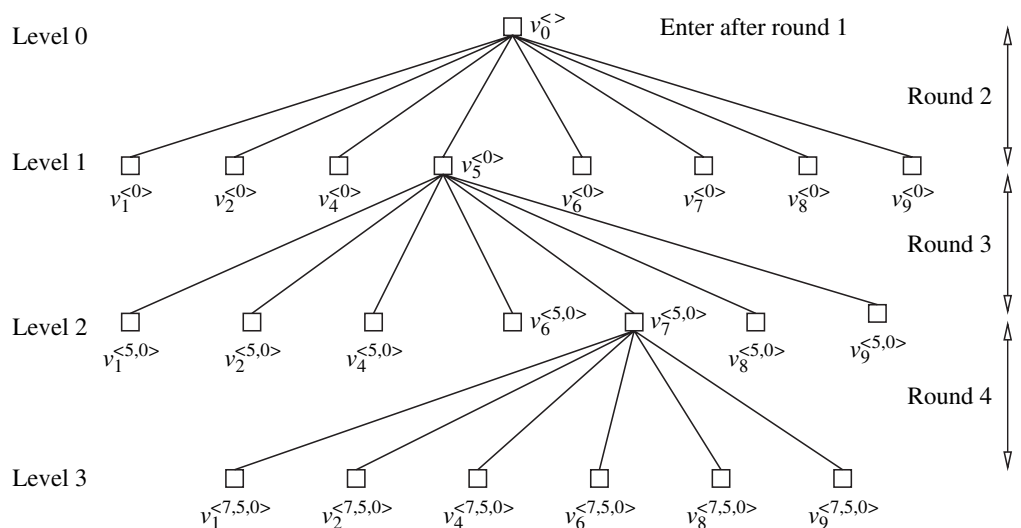 Level 0 v₀^<> Enter after round 1
Round 2
Level 1
v₁^<0> v₂^<0> v₄^<0> v₅^<0> v₆^<0> v₇^<0> v₈^<0> v₉^<0>
Round 3
Level 2 v₆^<5,0> v₇^<5,0>
v₁^<5,0> v₂^<5,0> v₄^<5,0> v₈^<5,0> v₉^<5,0>
Round 4
Level 3
v₁^<7,5,0> v₂^<7,5,0> v₄^<7,5,0> v₆^<7,5,0> v₈^<7,5,0> v₉^<7,5,0>